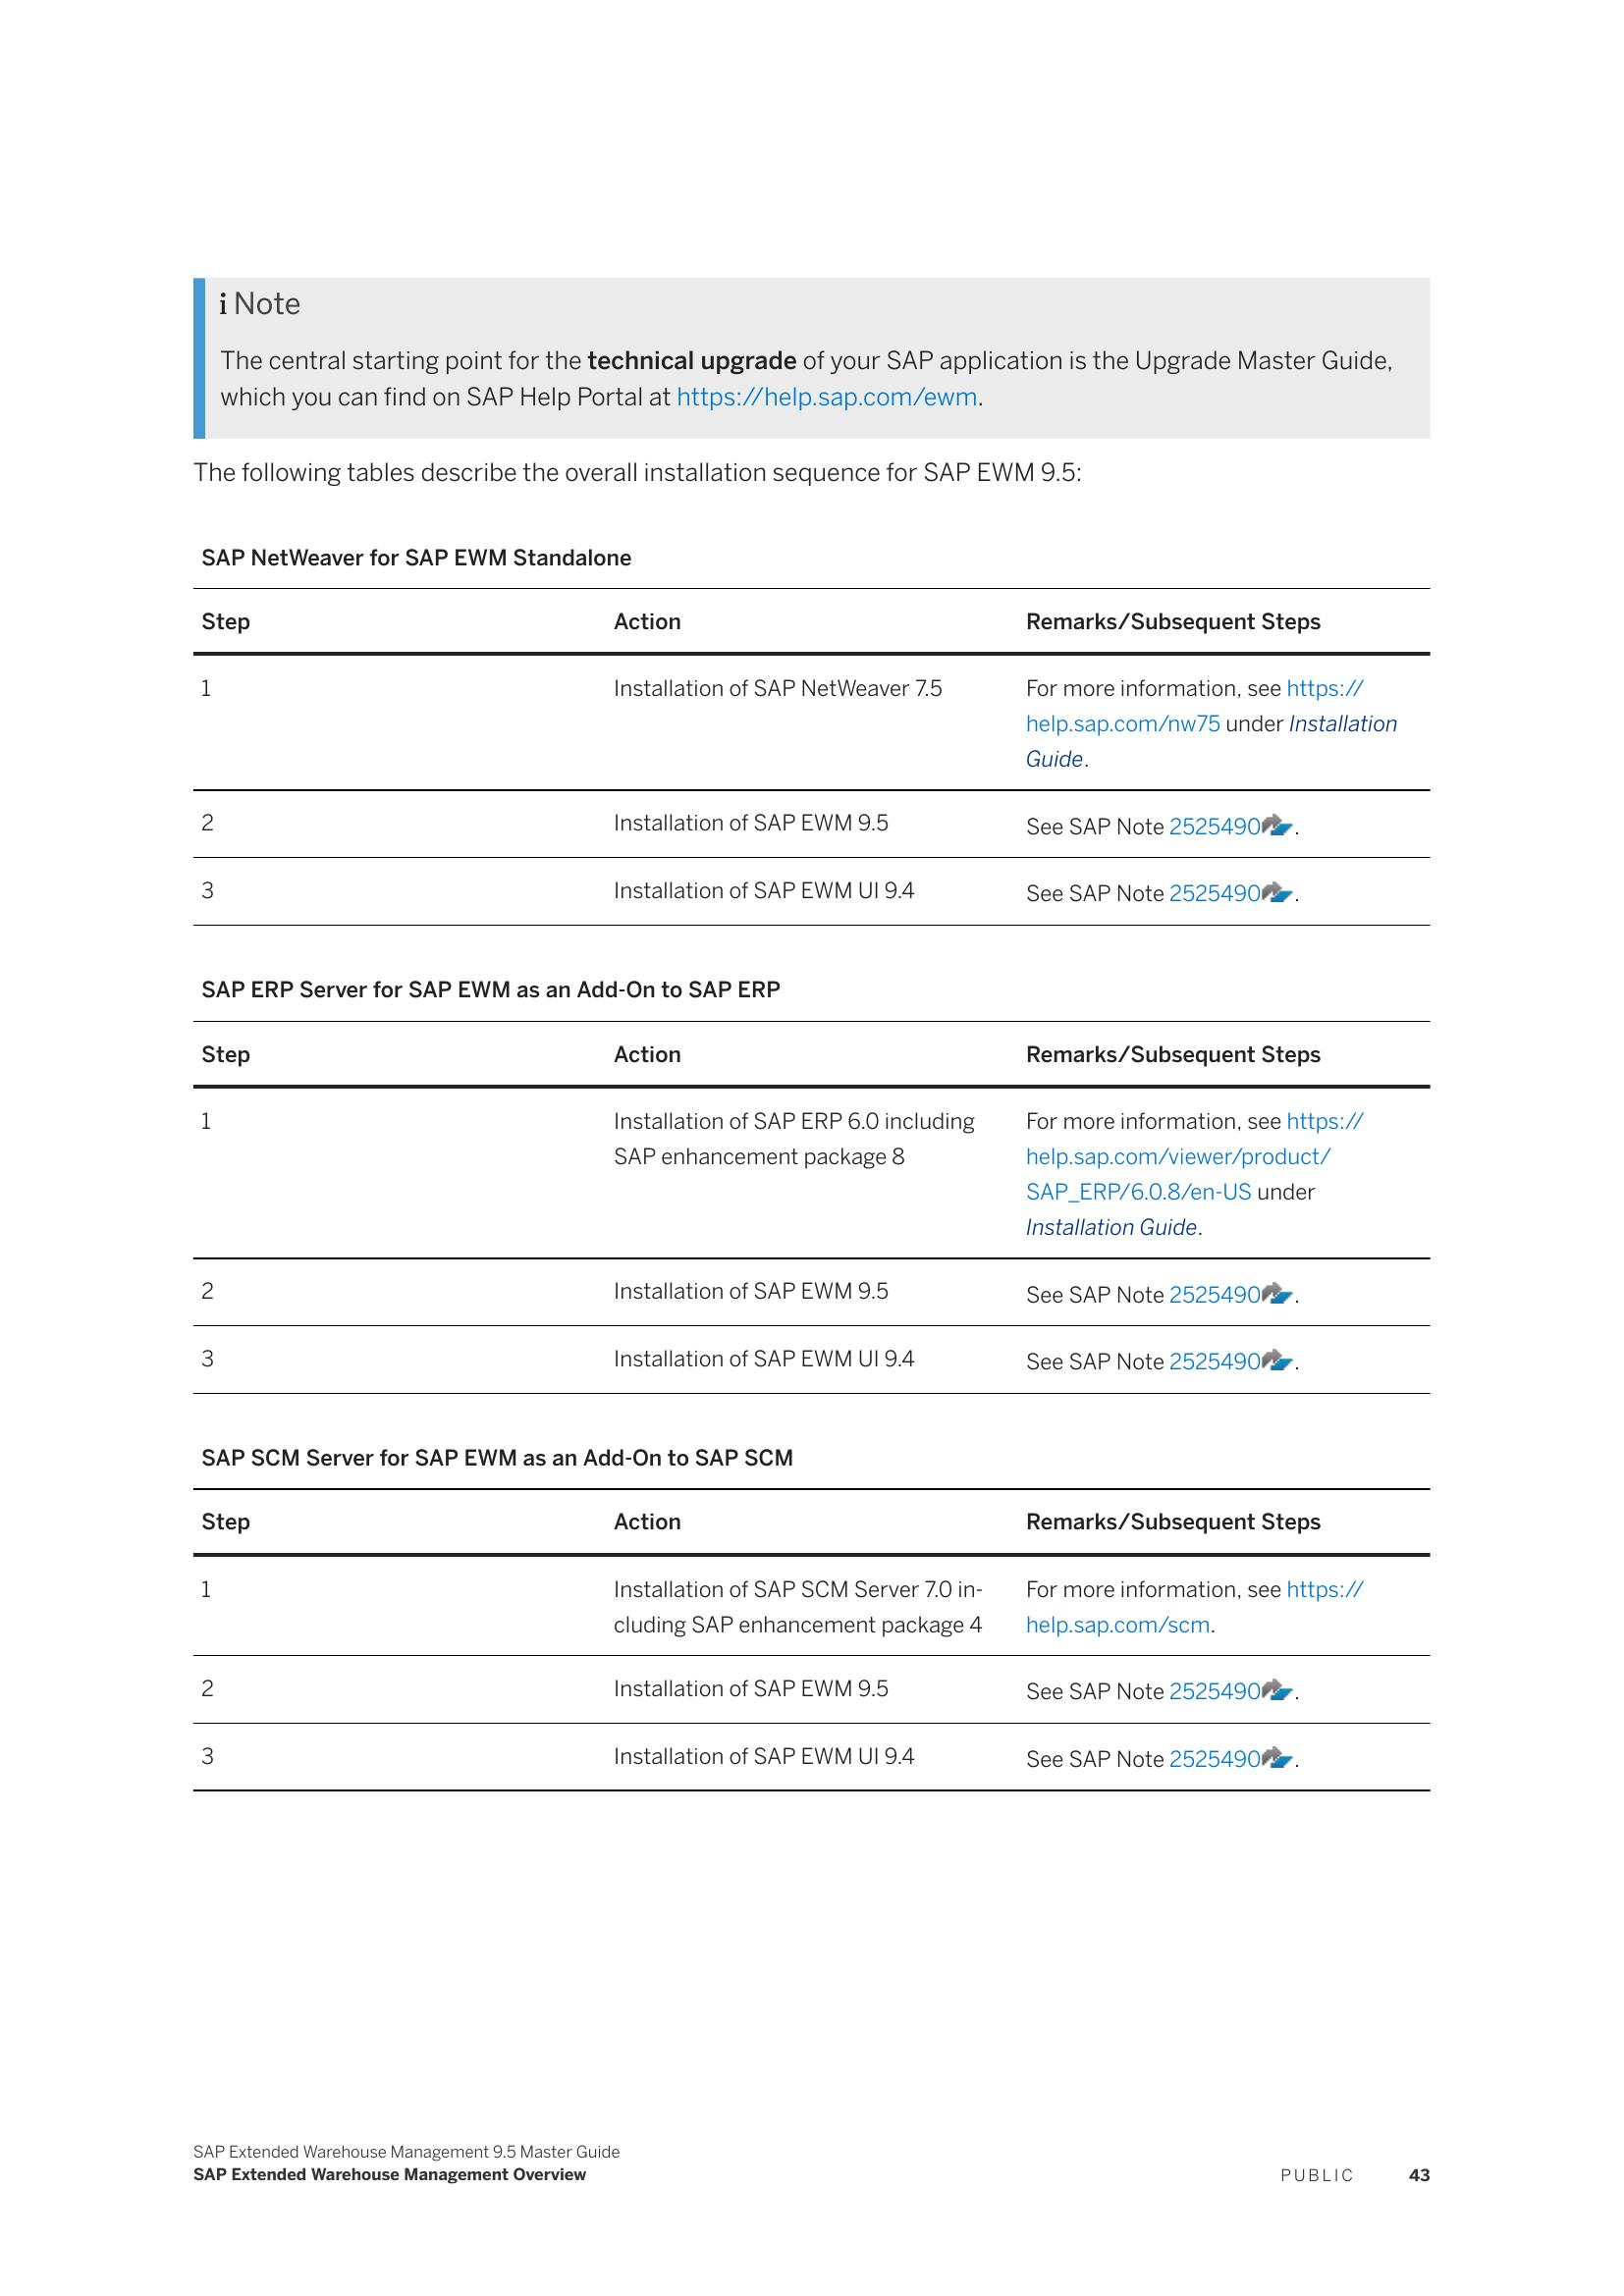 i Note
The central starting point for the technical upgrade of your SAP application is the Upgrade Master Guide,
which you can find on SAP Help Portal at https://help.sap.com/ewm.
The following tables describe the overall installation sequence for SAP EWM 9.5:
SAP NetWeaver for SAP EWM Standalone
Step Action Remarks/Subsequent Steps
1 Installation of SAP NetWeaver 7.5 For more information, see https://
help.sap.com/nw75 under Installation
Guide.
2 Installation of SAP EWM 9.5 See SAP Note 2525490.
3 Installation of SAP EWM UI 9.4 See SAP Note 2525490.
SAP ERP Server for SAP EWM as an Add-On to SAP ERP
Step Action Remarks/Subsequent Steps
1 Installation of SAP ERP 6.0 including For more information, see https://
SAP enhancement package 8 help.sap.com/viewer/product/
SAP_ERP/6.0.8/en-US under
Installation Guide.
2 Installation of SAP EWM 9.5 See SAP Note 2525490.
3 Installation of SAP EWM UI 9.4 See SAP Note 2525490.
SAP SCM Server for SAP EWM as an Add-On to SAP SCM
Step Action Remarks/Subsequent Steps
1 Installation of SAP SCM Server 7.0 in- For more information, see https://
cluding SAP enhancement package 4 help.sap.com/scm.
2 Installation of SAP EWM 9.5 See SAP Note 2525490.
3 Installation of SAP EWM UI 9.4 See SAP Note 2525490.
SAP Extended Warehouse Management 9.5 Master Guide
SAP Extended Warehouse Management Overview PUBLIC 43